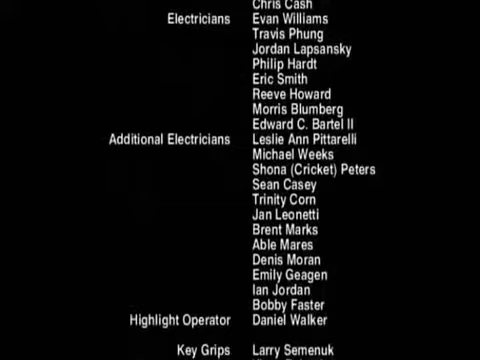 Chris Cash
Electricians Evan Williams
Travis Phung
Jordan Lapsansky
Philip Hardt
Eric Smith
Reeve Howard
Morris Blumberg
Edward C. Bartel II
Additional Electricians Leslie Ann Pittarelli
Michael Weeks
Shona (Cricket) Peters
Sean Casey
Trinity Corn
Jan Leonetti
Brent Marks
Able Mares
Denis Moran
Emily Geagen
Ian Jordan
Bobby Faster
Highlight Operator Daniel Walker
Key Grips Larry Semenuk